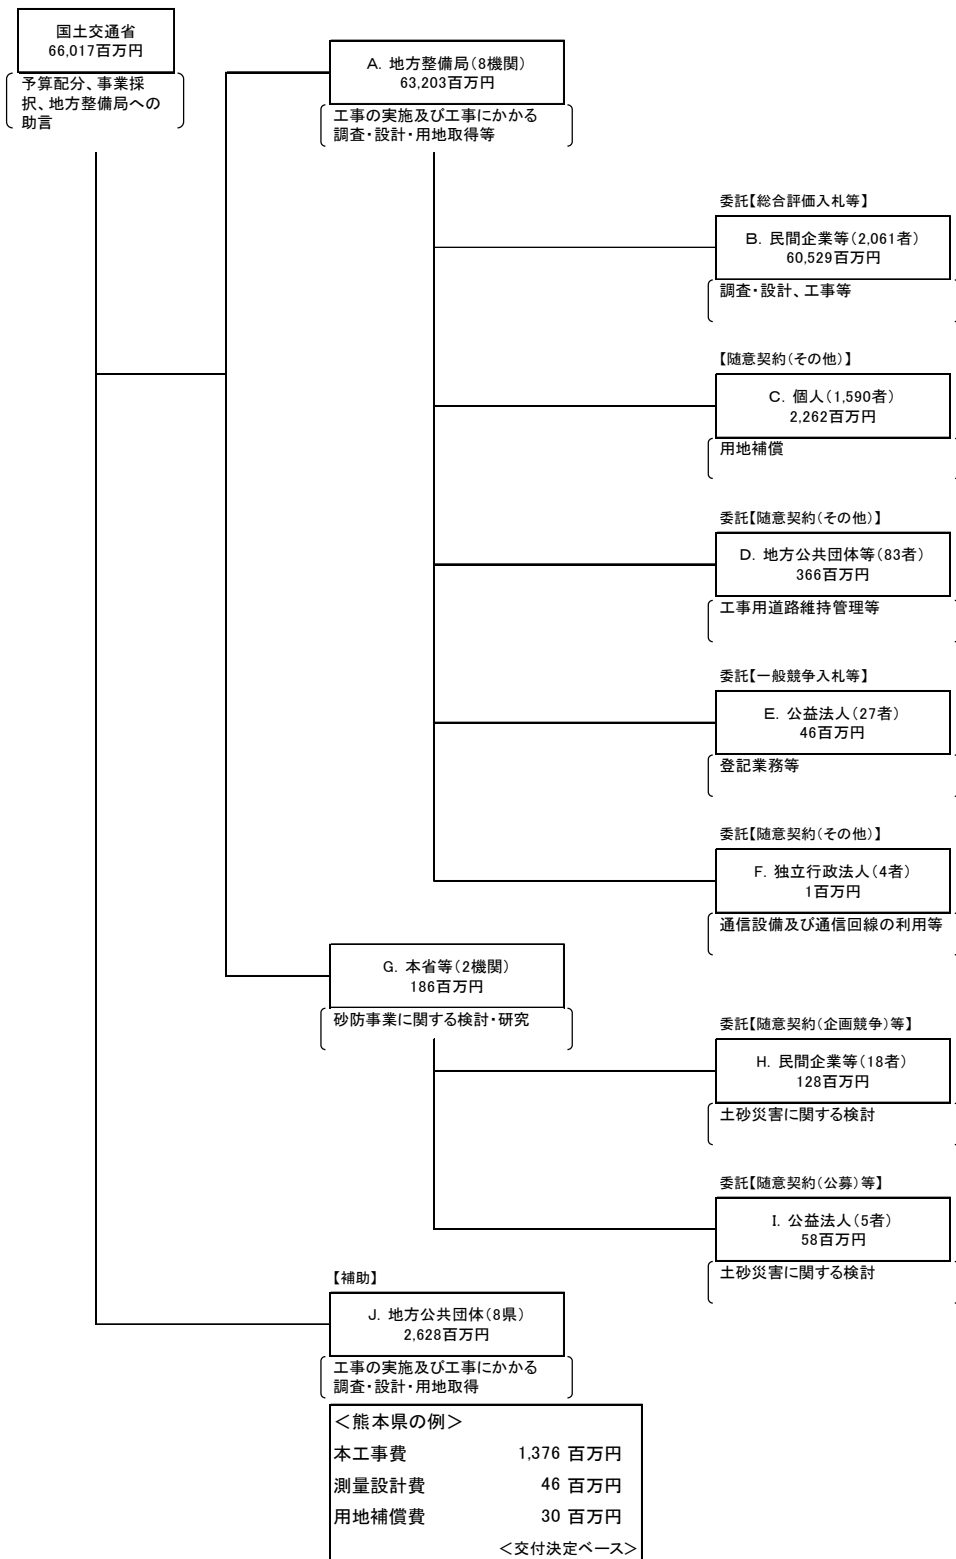 国土交通省
66,017百万円
予算配分、事業採
択、地方整備局への
助言
A. 地方整備局(8機関)
63,203百万円
工事の実施及び工事にかかる
調査・設計・用地取得等
委託【総合評価入札等】
B. 民間企業等(2,061者)
60,529百万円
調査・設計、工事等
【随意契約(その他)】
C. 個人(1,590者)
2,262百万円
用地補償
委託【随意契約(その他)】
D. 地方公共団体等(83者)
366百万円
工事用道路維持管理等
委託【一般競争入札等】
E. 公益法人(27者)
46百万円
登記業務等
委託【随意契約(その他)】
F. 独立行政法人(4者)
1百万円
通信設備及び通信回線の利用等
G. 本省等(2機関)
186百万円
砂防事業に関する検討・研究
委託【随意契約(企画競争)等】
H. 民間企業等(18者)
128百万円
土砂災害に関する検討
委託【随意契約(公募)等】
I. 公益法人(5者)
58百万円
土砂災害に関する検討
【補助】
J. 地方公共団体(8県)
2,628百万円
工事の実施及び工事にかかる
調査・設計・用地取得
<熊本県の例>
本工事費 1,376 百万円
測量設計費 46 百万円
用地補償費 30 百万円
<交付決定ベース>